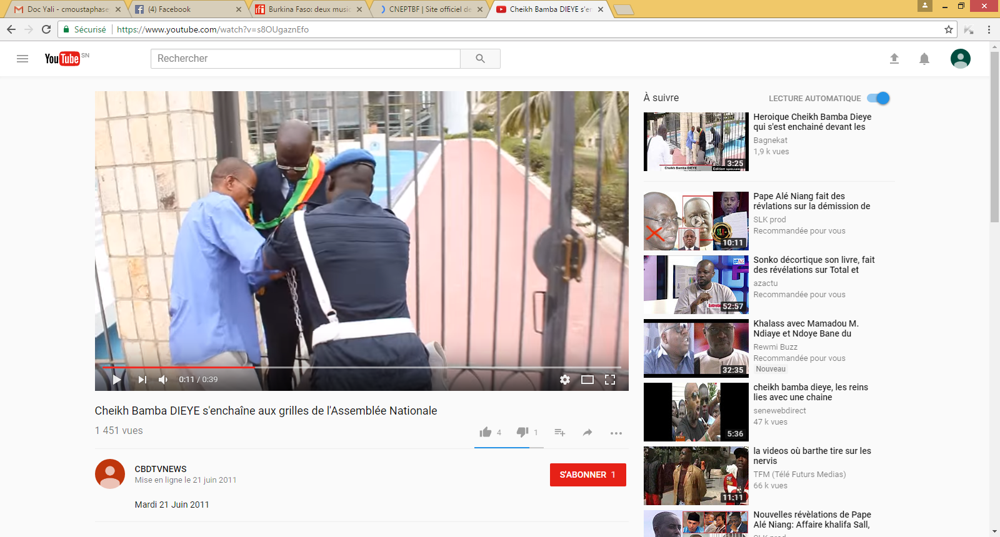 Doc Yali - cmoustaphase
(4) Facebook
rfi
Burkina Faso: deux music
CNEPTBF | Site officiel de
Cheikh Bamba DIEYE s'en
Sécurisé
https://www.youtube.com/watch?v=s8OUgaznEfo
YouTube SN
Rechercher
0:11 / 0:39
Cheikh Bamba DIEYE s'enchaîne aux grilles de l'Assemblée Nationale
1 451 vues
4
1
CBDTVNEWS
Mise en ligne le 21 juin 2011
S'ABONNER 1
Mardi 21 Juin 2011
À suivre
LECTURE AUTOMATIQUE
Cheikh Bamba DIEYE
Edition spéciale
3:25
Heroique Cheikh Bamba Dieye
qui s'est enchainé devant les
Bagnekat
1,9 k vues
SLK
10:11
Pape Alé Niang fait des
révlations sur la démission de
SLK prod
Recommandée pour vous
AZ
Entretien
52:57
Sonko décortique son livre, fait
des révélations sur Total et
azactu
Recommandée pour vous
32:35
Khalass avec Mamadou M.
Ndiaye et Ndoye Bane du
Rewmi Buzz
Recommandée pour vous
Nouveau
5:36
cheikh bamba dieye, les reins
lies avec une chaine
senewebdirect
47 k vues
11:11
la videos où barthe tire sur les
nervis
TFM (Télé Futurs Medias)
66 k vues
Nouvelles révèlations de Pape
Alé Niang: Affaire khalifa Sall,
SLK prod